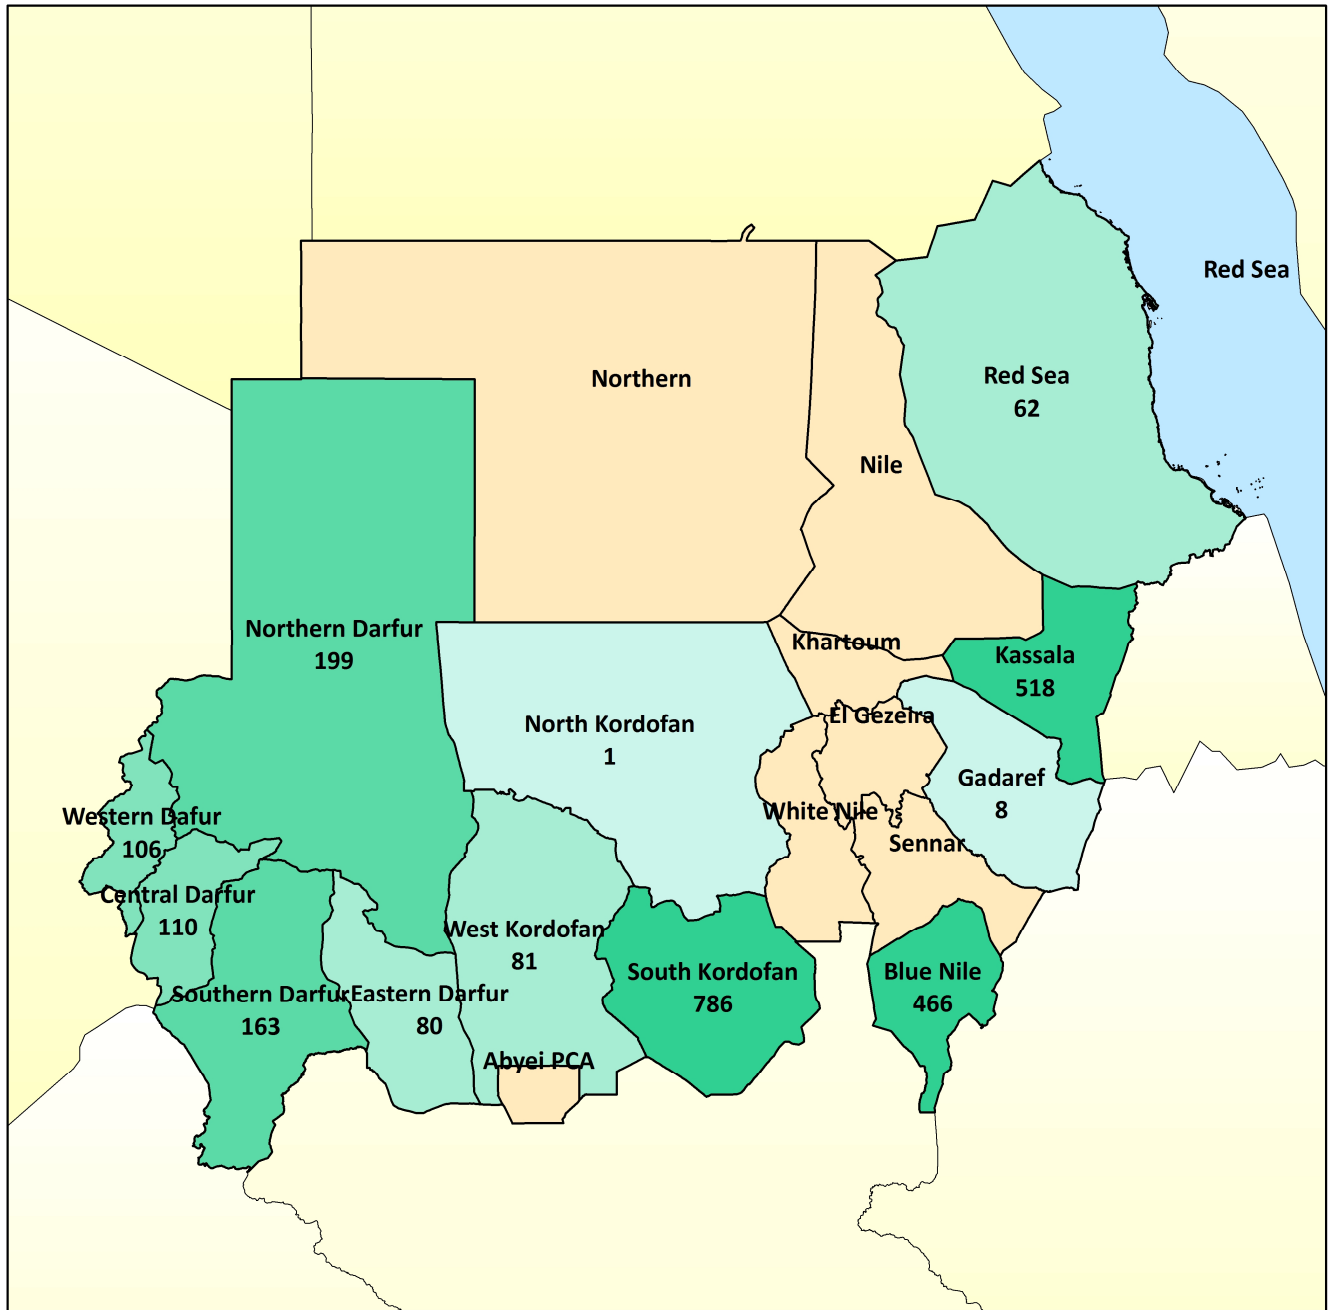 Red Sea
Red Sea
62
Northern
Nile
Northern Darfur
199
Khartoum
Kassala
518
North Kordofan
1
El Gezeira
Gadaref
8
Western Dafur
106
White Nile
Sennar
Central Darfur
110
West Kordofan
81
South Kordofan
786
Blue Nile
466
Southern Darfur
163
Eastern Darfur
80
Abyei PCA